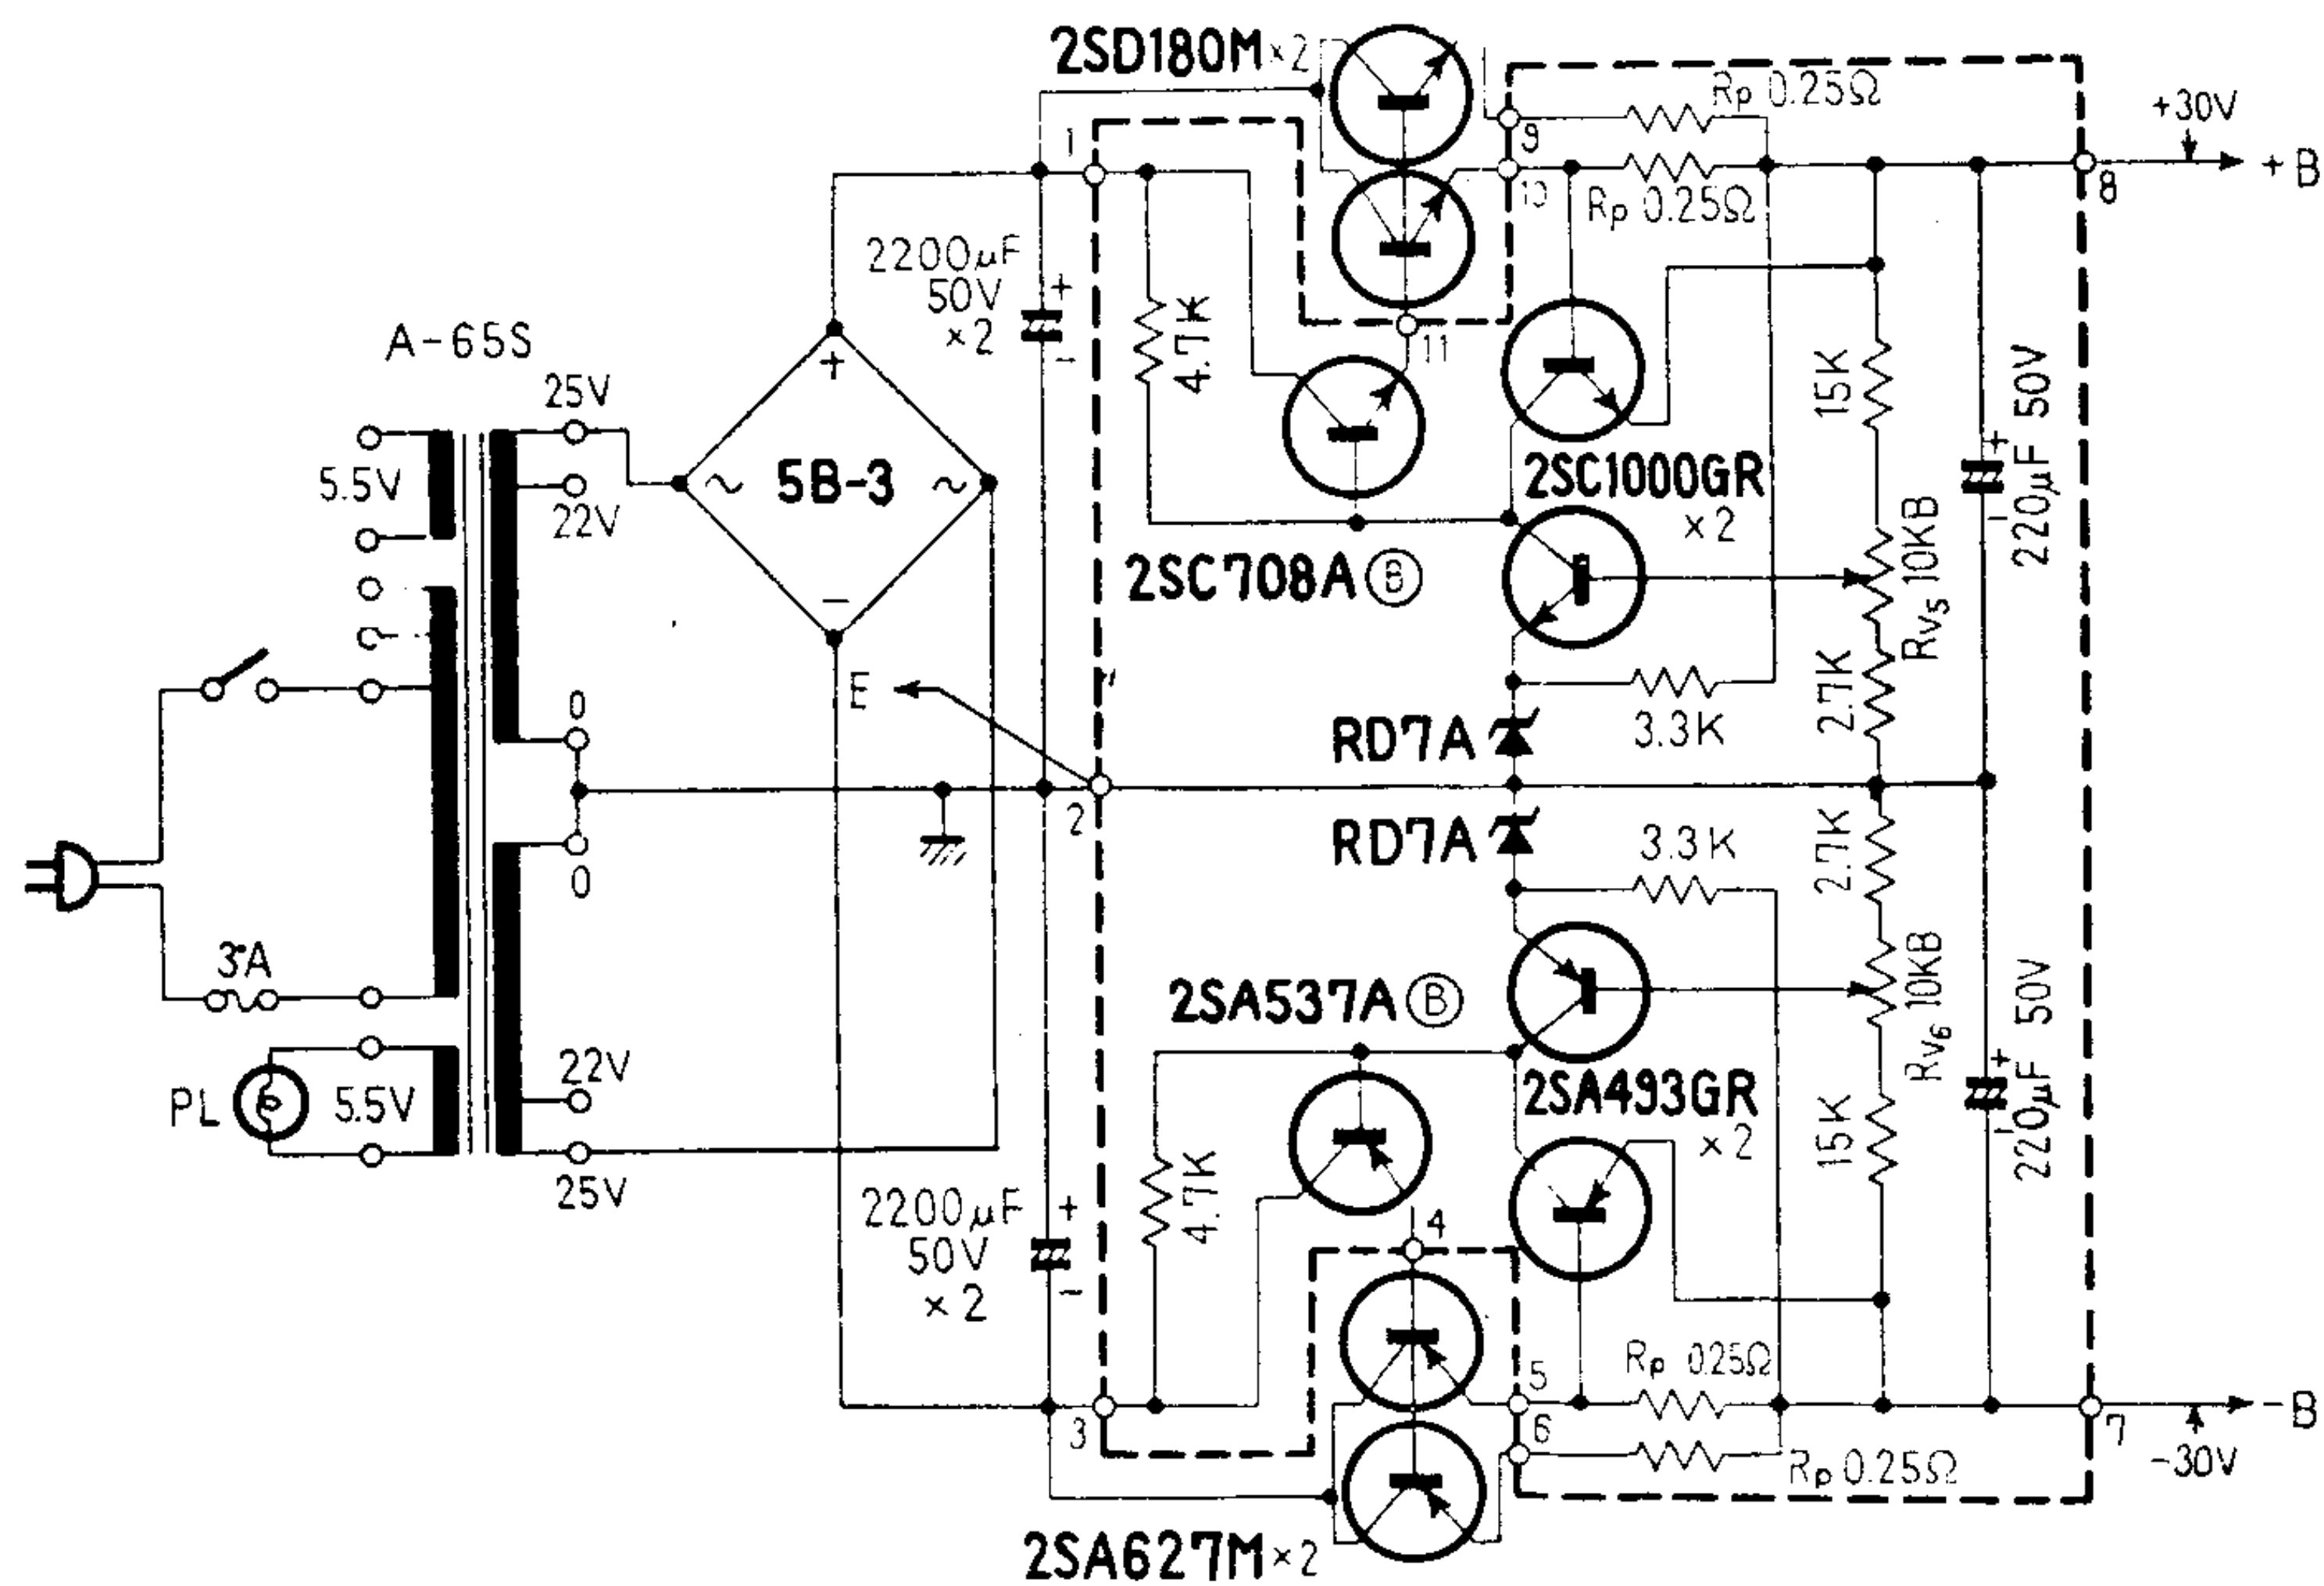 2SD180M×2
Rp 0.25Ω
+30V
1
9
+B
10
Rp 0.25Ω
8
2200μF
50V
×2
+
-
4.7K
11
A-65S
25V
+
15K
220μF 50V
+
-
5.5V
~ 5B-3 ~
22V
2SC1000GR
×2
2SC708A Ⓑ
RV5 10KB
-
E
0
RD7A
3.3K
2.7K
2
RD7A
3.3K
2.7K
0
3A
2SA537A Ⓑ
RV6 10KB
220μF 50V
+
-
22V
PL
5.5V
2SA493GR
×2
15K
25V
2200μF
50V
×2
+
-
4.7K
4
Rp 0.25Ω
5
3
6
-B
7
Rp 0.25Ω
-30V
2SA627M×2